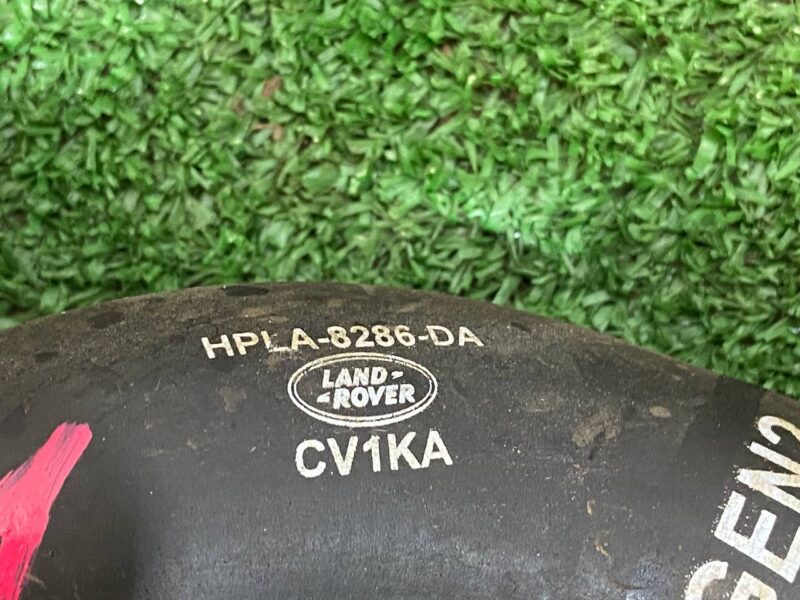 HPLA-8286-DA
LAND-
-ROVER
CV1KA
GEN2